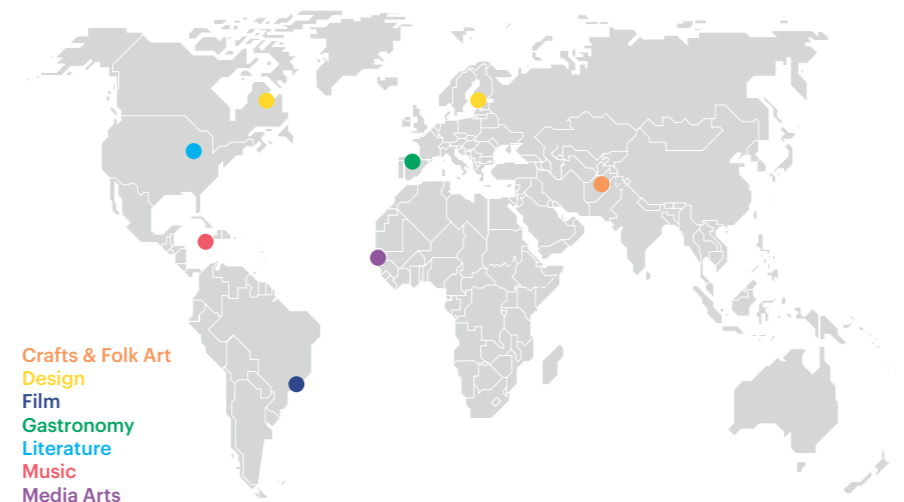 Crafts & Folk Art
Design
Film
Gastronomy
Literature
Music
Media Arts